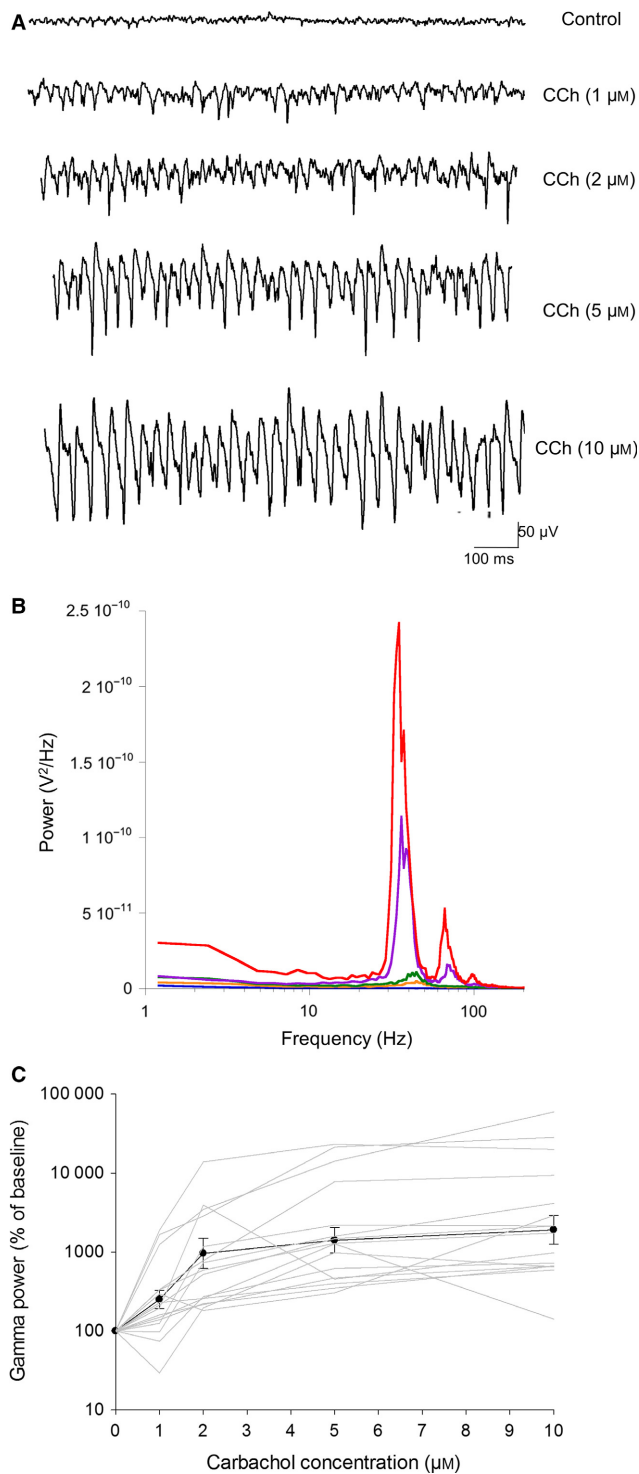 A
Control
CCh (1 µM)
CCh (2 µM)
CCh (5 µM)
CCh (10 µM)
50 µV
100 ms
B
2.5 10⁻¹⁰
2 10⁻¹⁰
1.5 10⁻¹⁰
1 10⁻¹⁰
5 10⁻¹¹
0
Power (V²/Hz)
1 10 100
Frequency (Hz)
C
100 000
10 000
1000
100
10
Gamma power (% of baseline)
0 1 2 3 4 5 6 7 8 9 10
Carbachol concentration (µM)